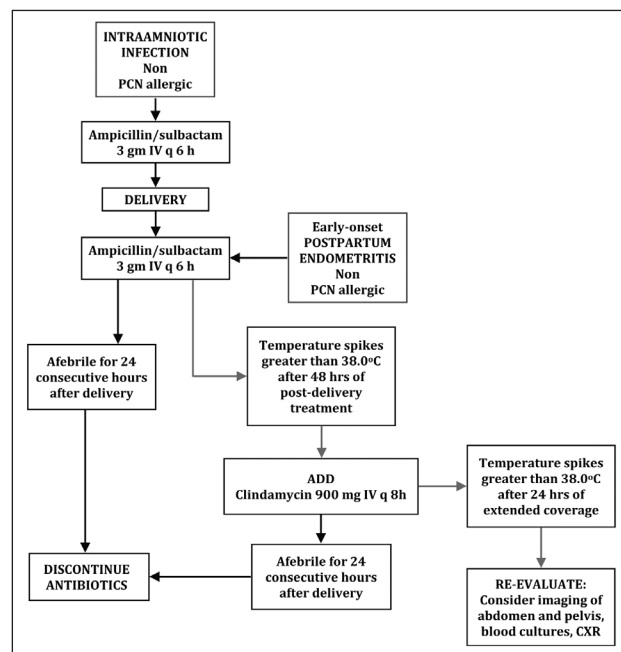 INTRAAMNIOTIC
INFECTION
Non
PCN allergic
Ampicillin/sulbactam
3 gm IV q 6 h
DELIVERY
Ampicillin/sulbactam
3 gm IV q 6 h
Early-onset
POSTPARTUM
ENDOMETRITIS
Non
PCN allergic
Afebrile for 24
consecutive hours
after delivery
Temperature spikes
greater than 38.0ºC
after 48 hrs of
post-delivery
treatment
ADD
Clindamycin 900 mg IV q 8h
Temperature spikes
greater than 38.0ºC
after 24 hrs of
extended coverage
DISCONTINUE
ANTIBIOTICS
Afebrile for 24
consecutive hours
after delivery
RE-EVALUATE:
Consider imaging of
abdomen and pelvis,
blood cultures, CXR